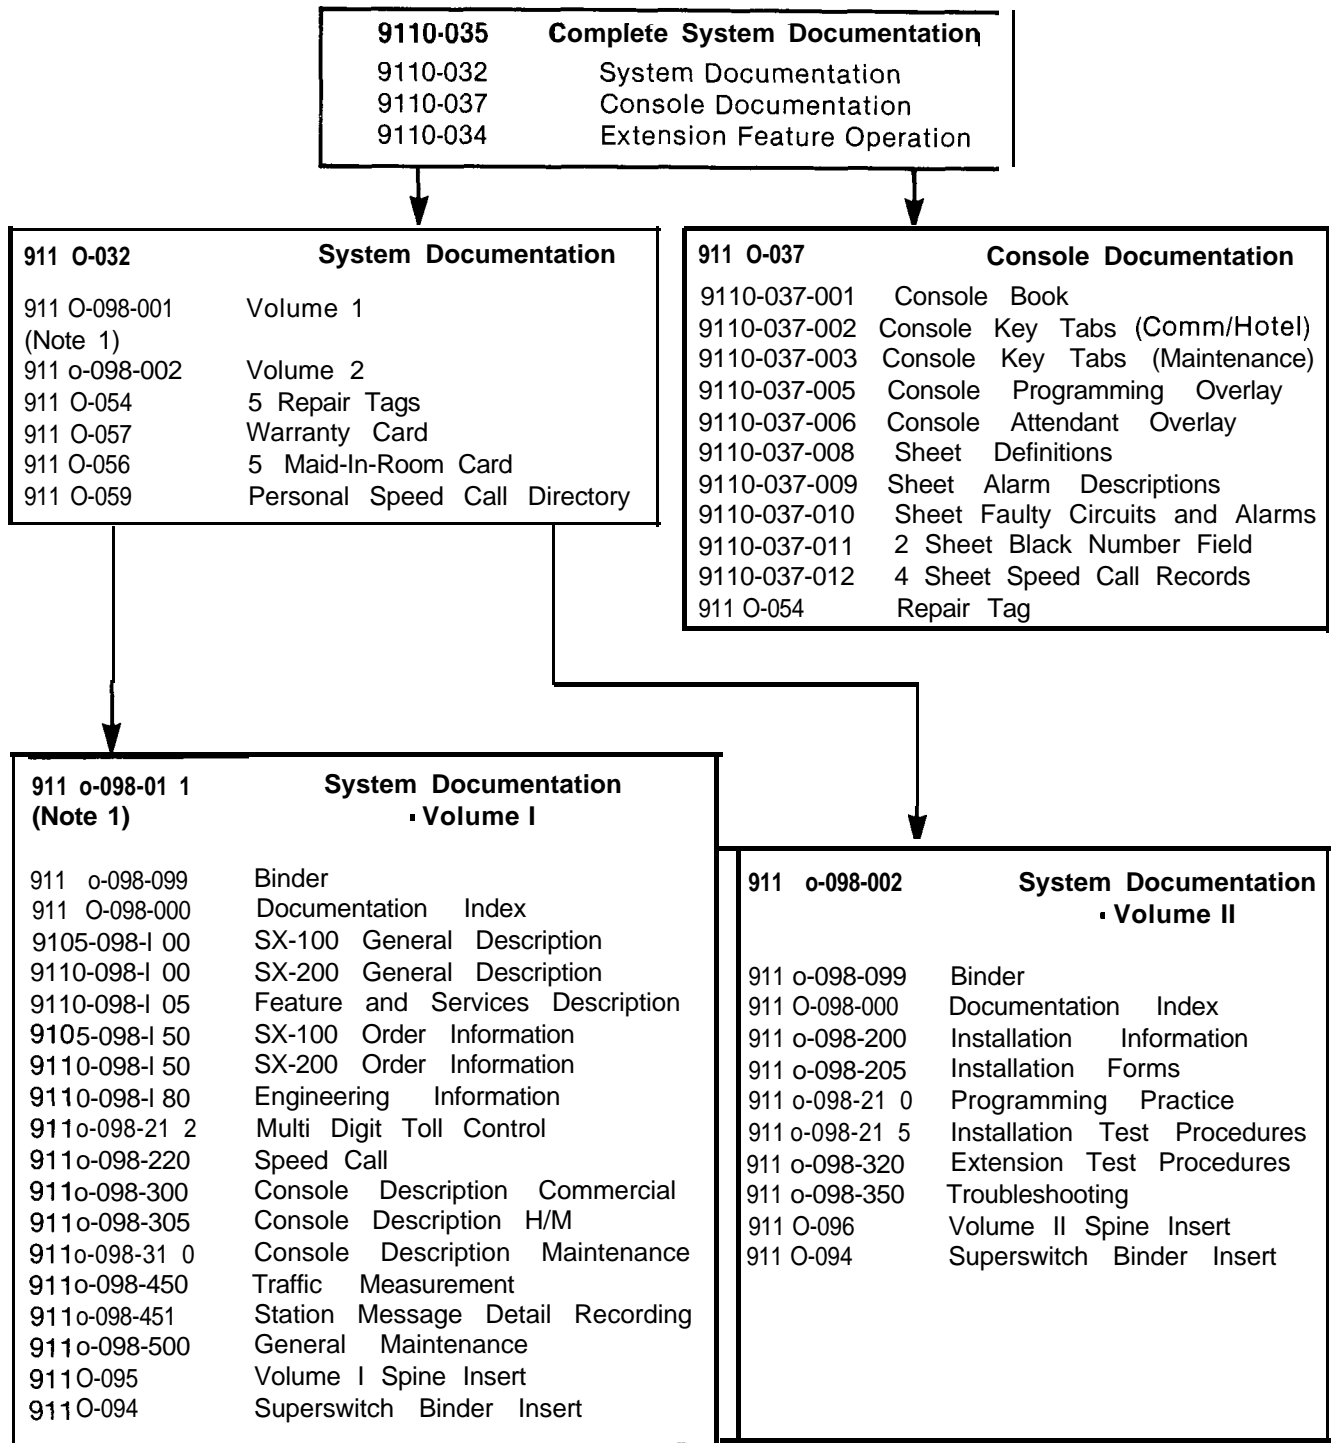 9110-035 Complete System Documentation
9110-032 System Documentation
9110-037 Console Documentation
9110-034 Extension Feature Operation
911 O-032 System Documentation
911 O-098-001 Volume 1
(Note 1)
911 o-098-002 Volume 2
911 O-054 5 Repair Tags
911 O-057 Warranty Card
911 O-056 5 Maid-In-Room Card
911 O-059 Personal Speed Call Directory
911 O-037 Console Documentation
9110-037-001 Console Book
9110-037-002 Console Key Tabs (Comm/Hotel)
9110-037-003 Console Key Tabs (Maintenance)
9110-037-005 Console Programming Overlay
9110-037-006 Console Attendant Overlay
9110-037-008 Sheet Definitions
9110-037-009 Sheet Alarm Descriptions
9110-037-010 Sheet Faulty Circuits and Alarms
9110-037-011 2 Sheet Black Number Field
9110-037-012 4 Sheet Speed Call Records
911 O-054 Repair Tag
911 o-098-01 1 System Documentation
(Note 1) - Volume I
911 o-098-099 Binder
911 O-098-000 Documentation Index
9105-098-l 00 SX-100 General Description
9110-098-l 00 SX-200 General Description
9110-098-l 05 Feature and Services Description
9105-098-l 50 SX-100 Order Information
9110-098-l 50 SX-200 Order Information
9110-098-l 80 Engineering Information
911o-098-21 2 Multi Digit Toll Control
911o-098-220 Speed Call
911o-098-300 Console Description Commercial
911o-098-305 Console Description H/M
911o-098-31 0 Console Description Maintenance
911o-098-450 Traffic Measurement
911o-098-451 Station Message Detail Recording
911o-098-500 General Maintenance
911O-095 Volume I Spine Insert
911O-094 Superswitch Binder Insert
911 o-098-002 System Documentation
- Volume II
911 o-098-099 Binder
911 O-098-000 Documentation Index
911 o-098-200 Installation Information
911 o-098-205 Installation Forms
911 o-098-21 0 Programming Practice
911 o-098-21 5 Installation Test Procedures
911 o-098-320 Extension Test Procedures
911 o-098-350 Troubleshooting
911 O-096 Volume II Spine Insert
911 O-094 Superswitch Binder Insert